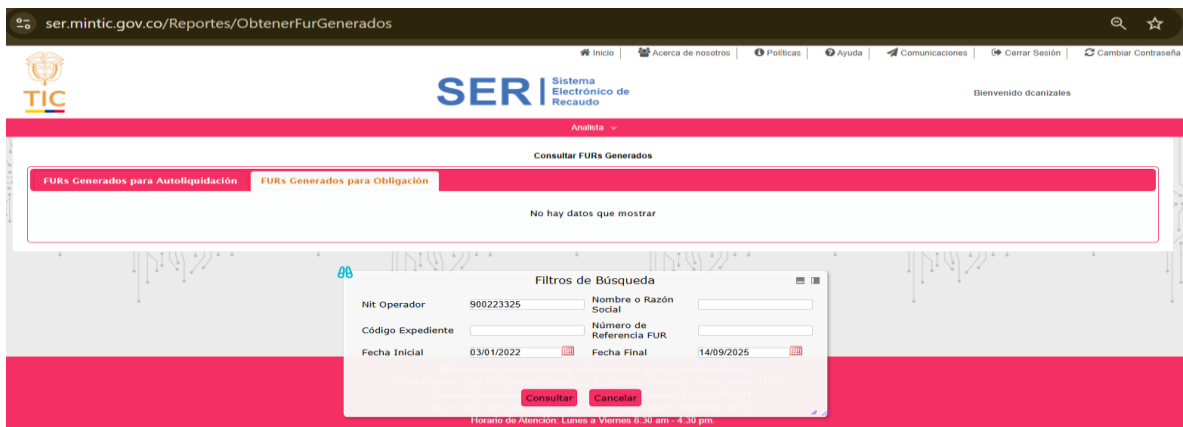 ser.mintic.gov.co/Reportes/ObtenerFurGenerados
Inicio Acerca de nosotros Políticas Ayuda Comunicaciones Cerrar Sesión Cambiar Contraseña
TIC
SER Sistema
Electrónico de
Recaudo
Bienvenido dcanizales
Analista
Consultar FURs Generados
FURs Generados para Autoliquidación FURs Generados para Obligación
No hay datos que mostrar
Filtros de Búsqueda
Nit Operador 900223325 Nombre o Razón
Social
Código Expediente Número de
Referencia FUR
Fecha Inicial 03/01/2022 Fecha Final 14/09/2025
Consultar Cancelar
Horario de Atención: Lunes a Viernes 8:30 am - 4:30 pm.